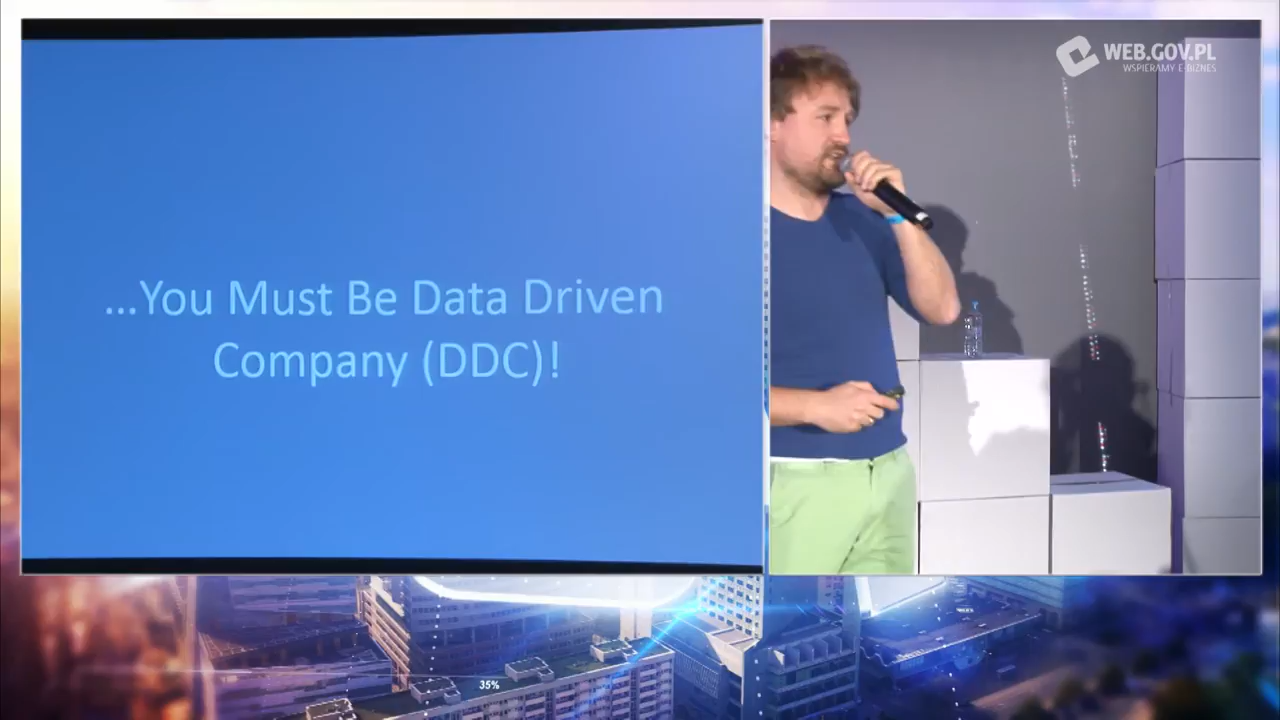 ...You Must Be Data Driven
Company (DDC)!
WEB.GOV.PL
WSPIERAMY E-BIZNES
35%